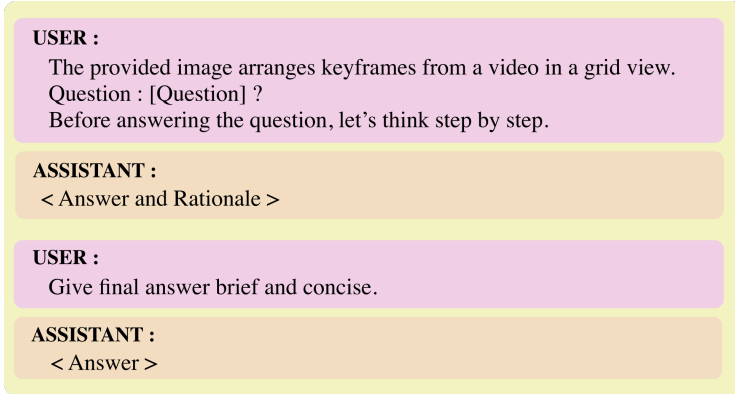 USER :
The provided image arranges keyframes from a video in a grid view.
Question : [Question] ?
Before answering the question, let's think step by step.
ASSISTANT :
< Answer and Rationale >
USER :
Give final answer brief and concise.
ASSISTANT :
< Answer >